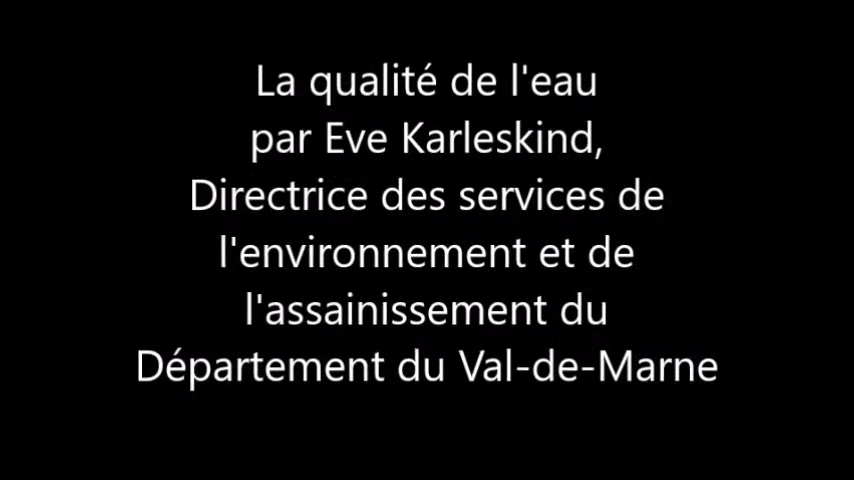 La qualité de l'eau
par Eve Karleskind,
Directrice des services de
l'environnement et de
l'assainissement du
Département du Val-de-Marne